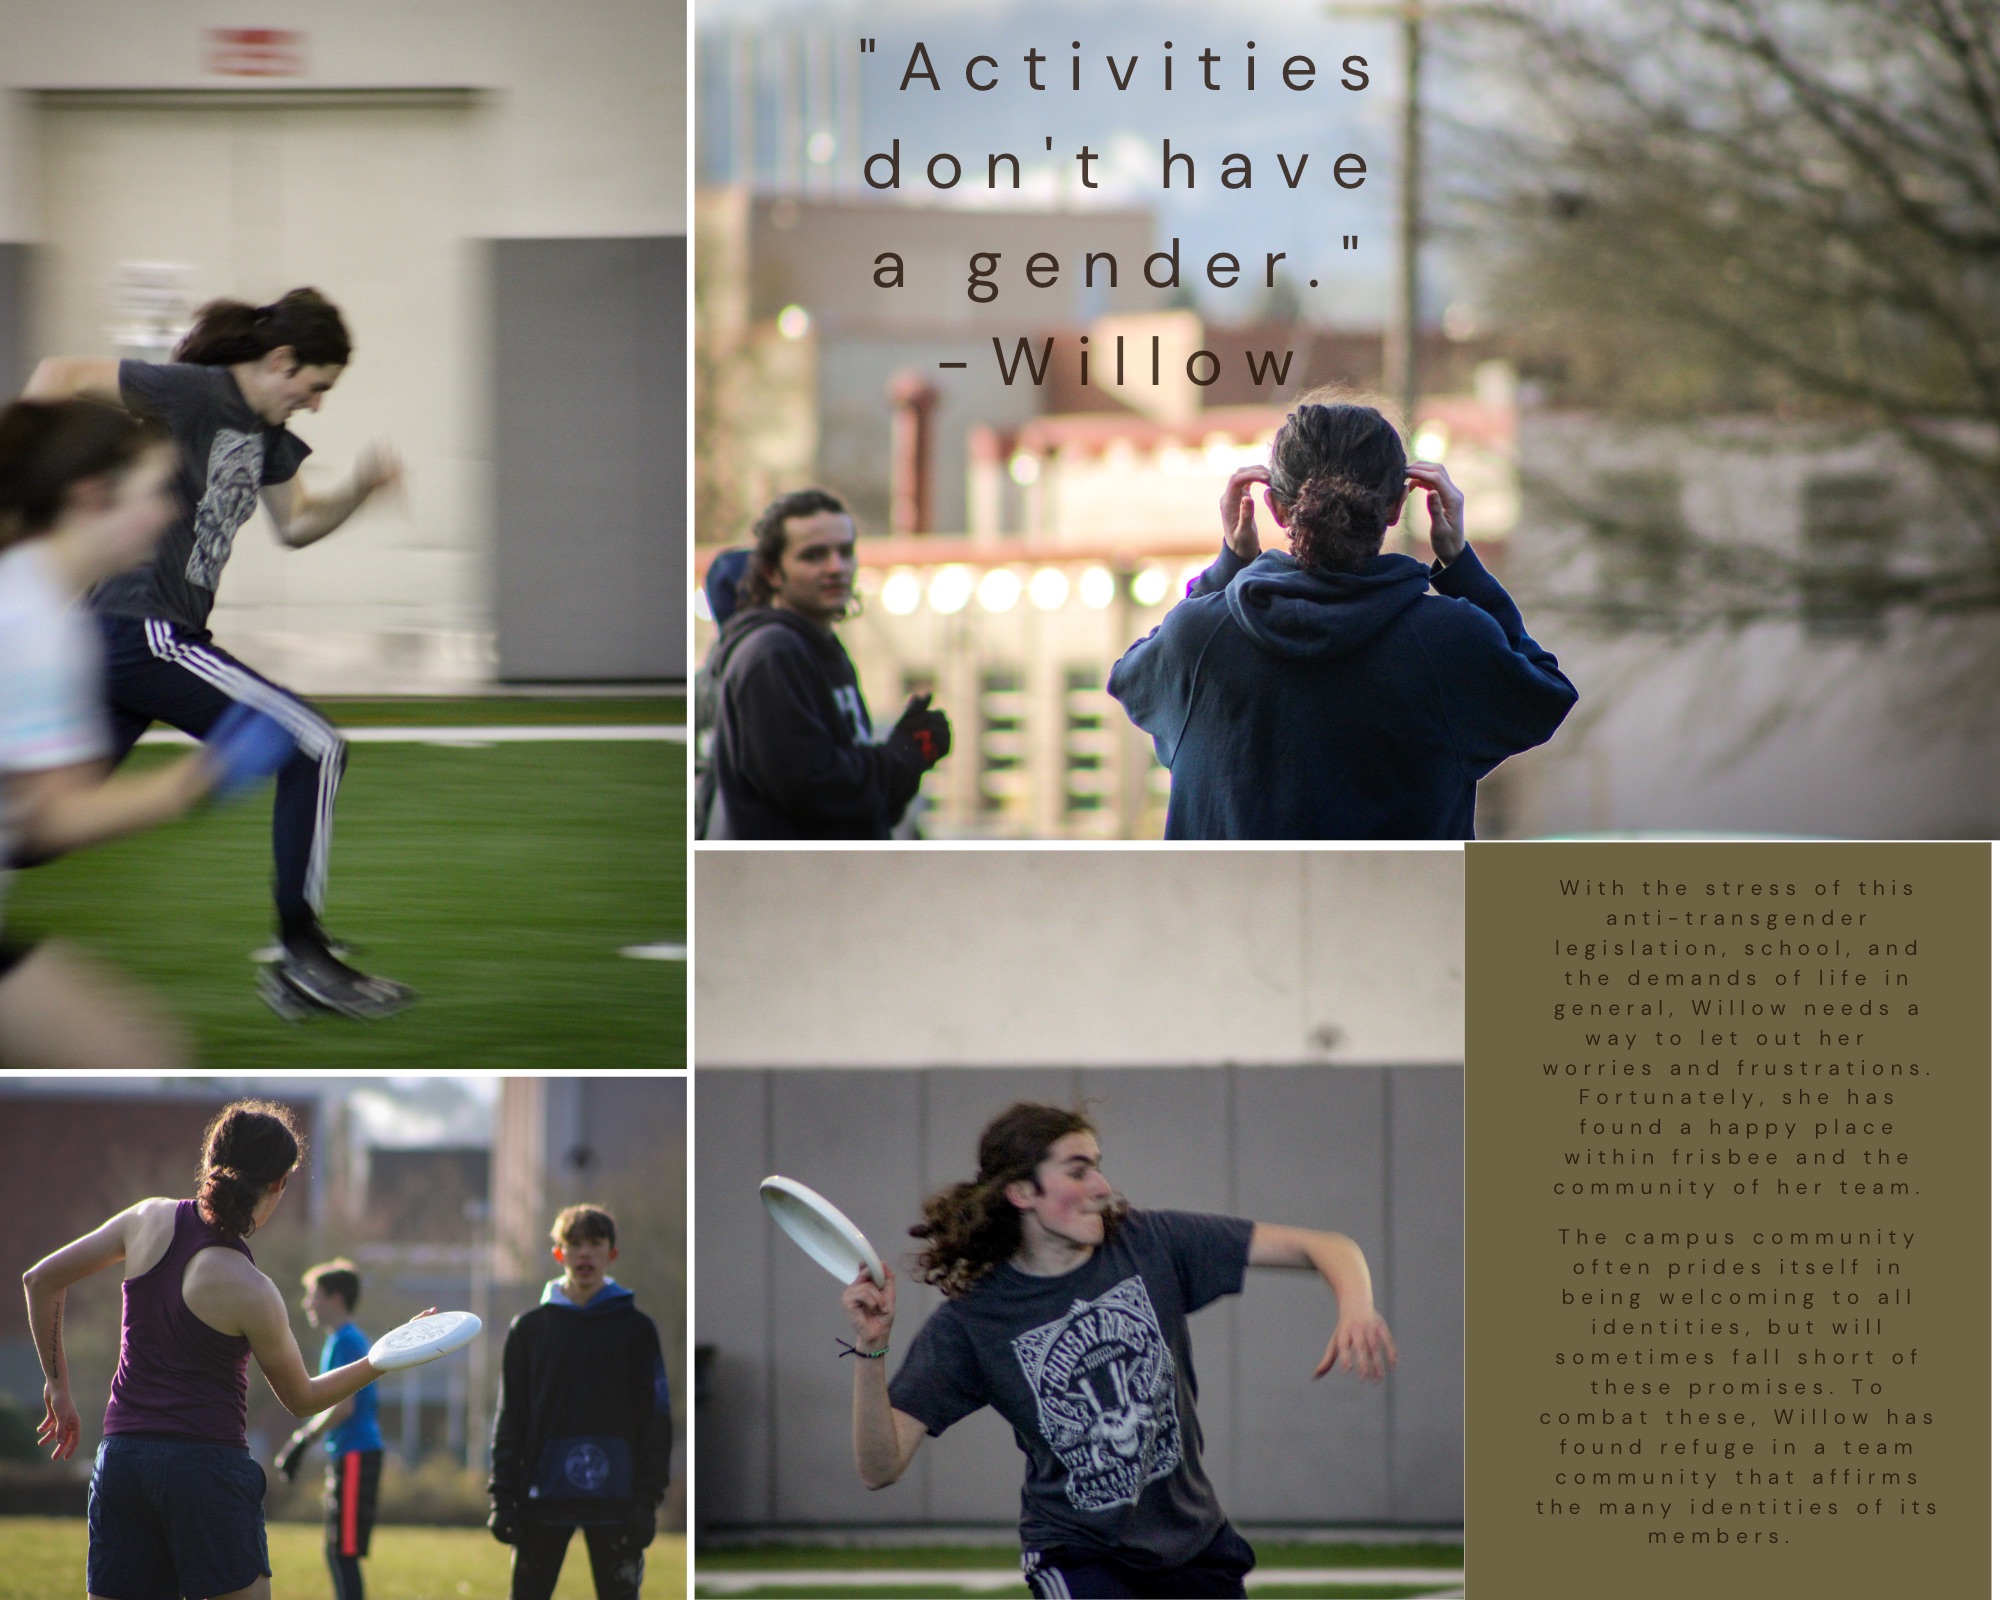 "Activities
don't have
a gender."
-Willow
With the stress of this
anti-transgender
legislation, school, and
the demands of life in
general, Willow needs a
way to let out her
worries and frustrations.
Fortunately, she has
found a happy place
within frisbee and the
community of her team.
The campus community
often prides itself in
being welcoming to all
identities, but will
sometimes fall short of
these promises. To
combat these, Willow has
found refuge in a team
community that affirms
the many identities of its
members.